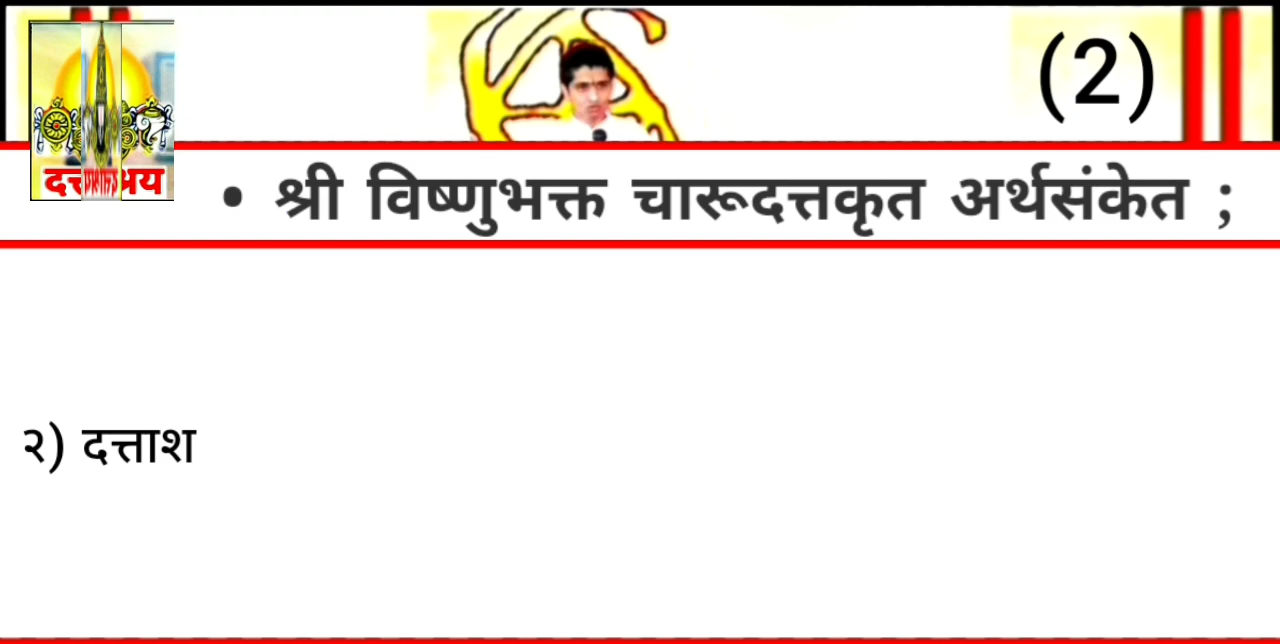 (2)
• श्री विष्णुभक्त चारूदत्तकृत अर्थसंकेत ;
२) दत्ताश